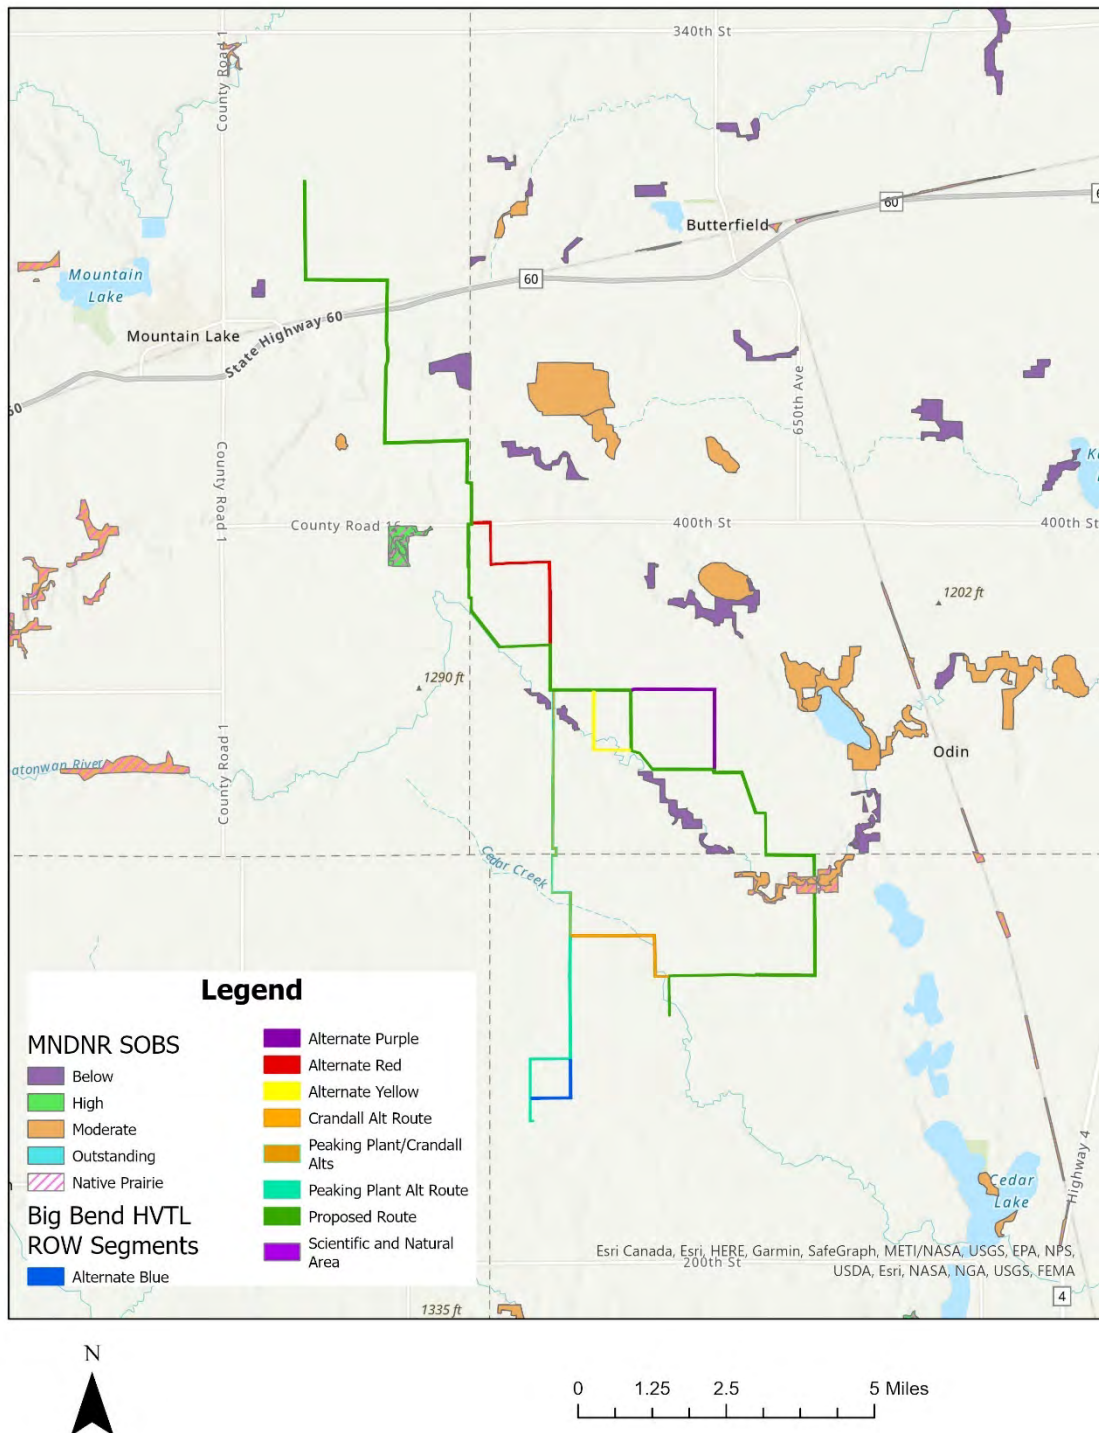 340th St
County Road 1
60
6
Butterfield
Mountain
Lake
60
Mountain Lake
State Highway 60
60
650th Ave
County Road 1
County Road 16
400th St
400th St
1202 ft
1290 ft
Odin
County Road 1
atonwan River
Cedar Creek
Legend
MNDNR SOBS
Below
High
Moderate
Outstanding
Native Prairie
Big Bend HVTL
ROW Segments
Alternate Blue
Alternate Purple
Alternate Red
Alternate Yellow
Crandall Alt Route
Peaking Plant/Crandall
Alts
Peaking Plant Alt Route
Proposed Route
Scientific and Natural
Area
Cedar
Lake
Highway 4
Esri Canada, Esri, HERE, Garmin, SafeGraph, METI/NASA, USGS, EPA, NPS,
USDA, Esri, NASA, NGA, USGS, FEMA
200th St
4
1335 ft
N
0 1.25 2.5 5 Miles